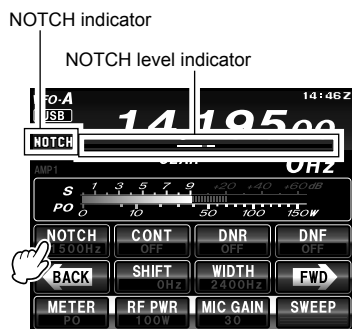 NOTCH indicator
NOTCH level indicator
VFO-A
14:46Z
USB
14,195,00
NOTCH
AMP1
0Hz
S 1 3 5 7 9 +20 +40 +60dB
PO 0 10 50 100 150W
NOTCH CONT DNR DNF
1500Hz OFF OFF OFF
BACK SHIFT WIDTH FWD
0Hz 2400Hz
METER RF PWR MIC GAIN SWEEP
PO 100W 30